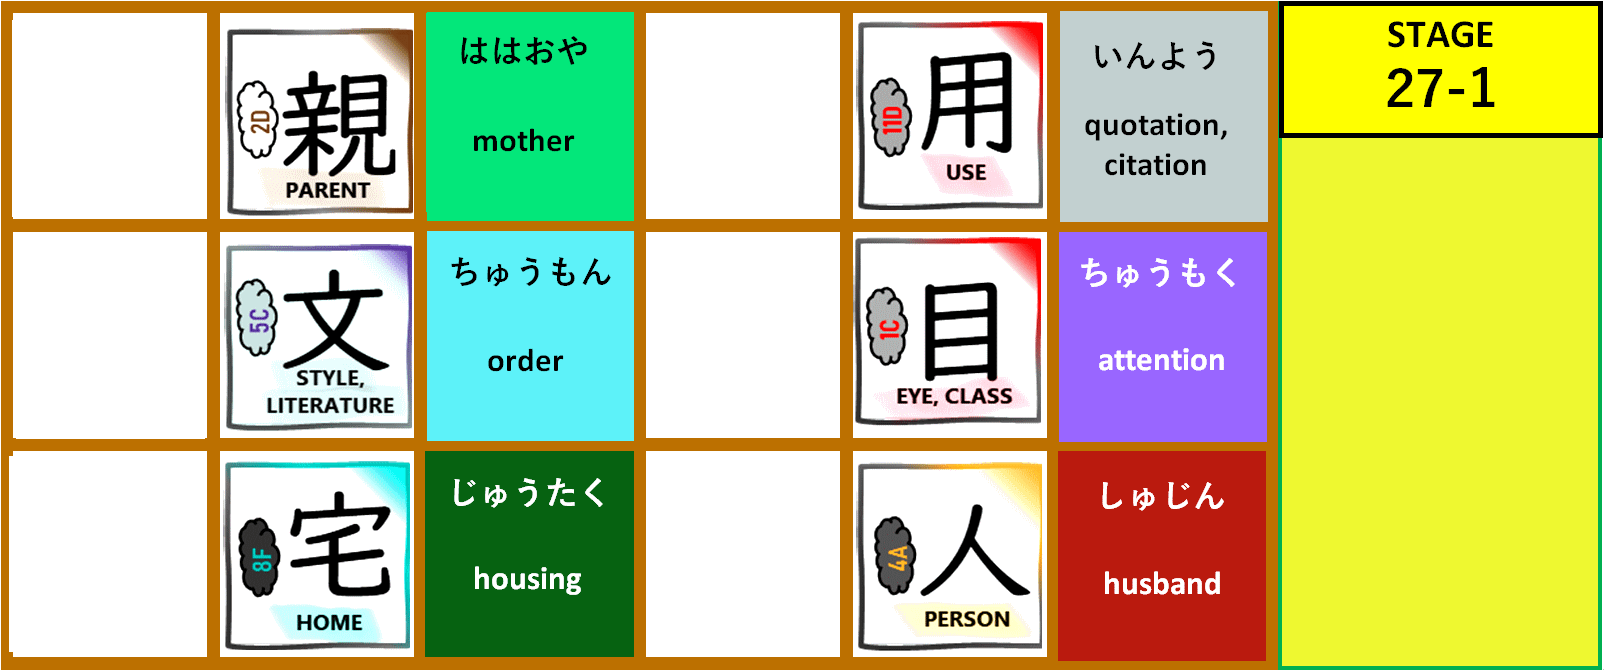 2D
親
PARENT
ははおや
mother
11D
用
USE
いんよう
quotation,
citation
STAGE
27-1
5C
文
STYLE,
LITERATURE
ちゅうもん
order
1C
目
EYE, CLASS
ちゅうもく
attention
8F
宅
HOME
じゅうたく
housing
4A
人
PERSON
しゅじん
husband